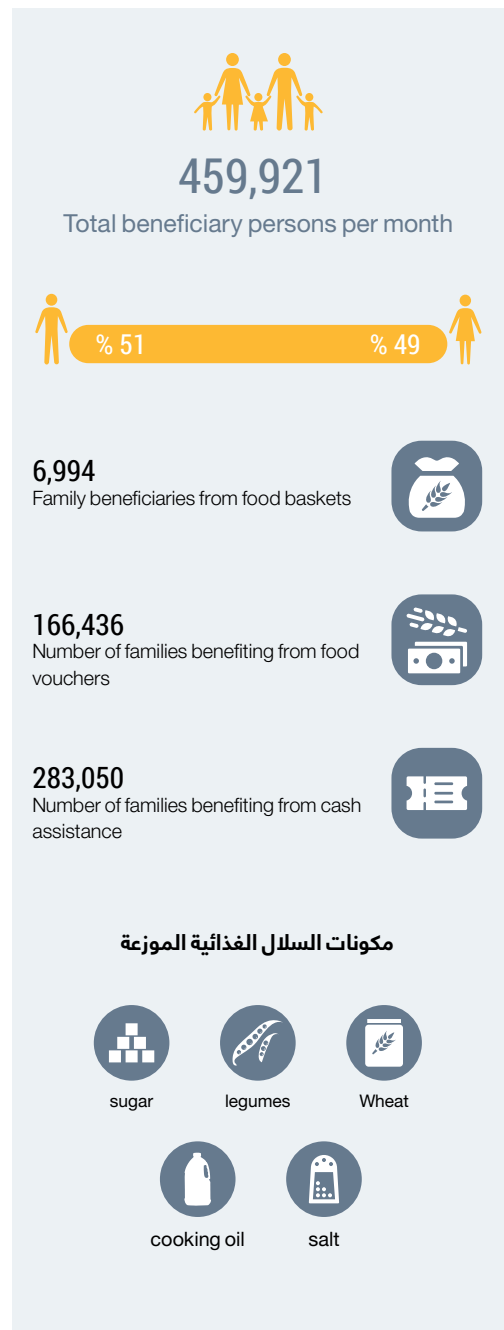 459,921
Total beneficiary persons per month
% 51
% 49
6,994
Family beneficiaries from food baskets
166,436
Number of families benefiting from food
vouchers
283,050
Number of families benefiting from cash
assistance
مكونات السلال الغذائية الموزعة
sugar
legumes
Wheat
cooking oil
salt